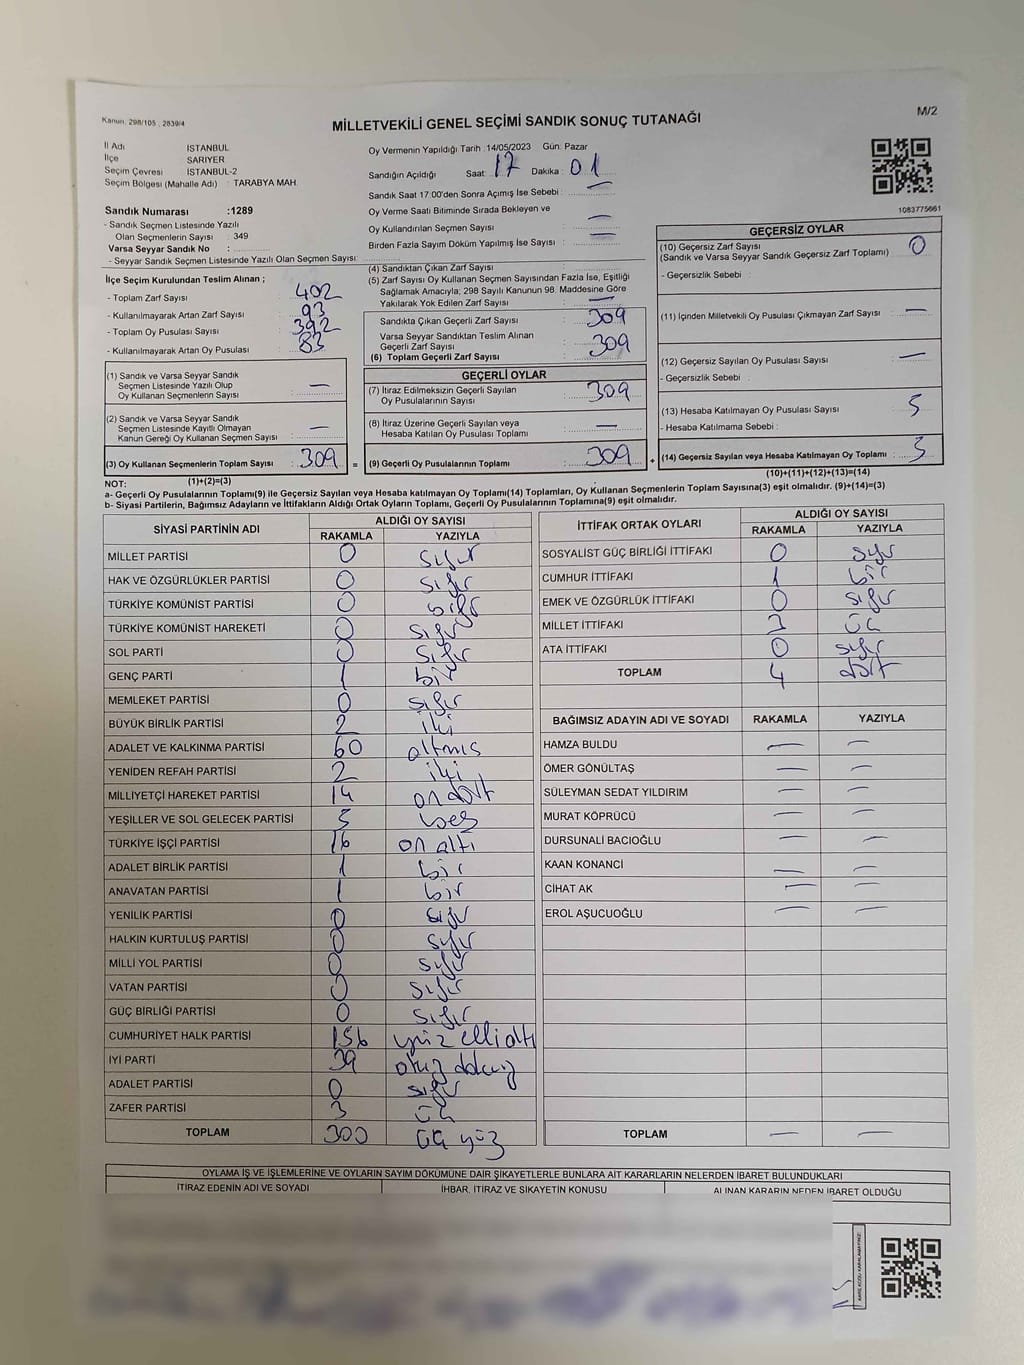 Kanun: 298/105 , 2839/4
MİLLETVEKİLİ GENEL SEÇİMİ SANDIK SONUÇ TUTANAĞI
M/2
İl Adı İSTANBUL
İlçe SARIYER
Seçim Çevresi İSTANBUL-2
Seçim Bölgesi (Mahalle Adı) : TARABYA MAH.
Oy Vermenin Yapıldığı Tarih :14/05/2023 Gün: Pazar
Sandığın Açıldığı Saat: 17 Dakika : 01
Sandık Saat 17:00'den Sonra Açımış İse Sebebi : —
Oy Verme Saati Bitiminde Sırada Bekleyen ve
Oy Kullandırılan Seçmen Sayısı : —
Birden Fazla Sayım Döküm Yapılmış İse Sayısı : —
1083775661
Sandık Numarası :1289
- Sandık Seçmen Listesinde Yazılı
Olan Seçmenlerin Sayısı : 349
Varsa Seyyar Sandık No :
- Seyyar Sandık Seçmen Listesinde Yazılı Olan Seçmen Sayısı:
İlçe Seçim Kurulundan Teslim Alınan ;
- Toplam Zarf Sayısı : 402
- Kullanılmayarak Artan Zarf Sayısı : 93
- Toplam Oy Pusulası Sayısı : 392
- Kullanılmayarak Artan Oy Pusulası : 83
(1) Sandık ve Varsa Seyyar Sandık
Seçmen Listesinde Yazılı Olup
Oy Kullanan Seçmenlerin Sayısı : —
(2) Sandık ve Varsa Seyyar Sandık
Seçmen Listesinde Kayıtlı Olmayan
Kanun Gereği Oy Kullanan Seçmen Sayısı : —
(3) Oy Kullanan Seçmenlerin Toplam Sayısı : 309
(1)+(2)=(3)
(4) Sandıktan Çıkan Zarf Sayısı :
(5) Zarf Sayısı Oy Kullanan Seçmen Sayısından Fazla İse, Eşitliği
Sağlamak Amacıyla; 298 Sayılı Kanunun 98. Maddesine Göre
Yakılarak Yok Edilen Zarf Sayısı : —
Sandıkta Çıkan Geçerli Zarf Sayısı : 309
Varsa Seyyar Sandıktan Teslim Alınan
Geçerli Zarf Sayısı
(6) Toplam Geçerli Zarf Sayısı : 309
GEÇERLİ OYLAR
(7) İtiraz Edilmeksizin Geçerli Sayılan
Oy Pusulalarının Sayısı : 309
(8) İtiraz Üzerine Geçerli Sayılan veya
Hesaba Katılan Oy Pusulası Toplamı : —
= (9) Geçerli Oy Pusulalarının Toplamı : 309 +
GEÇERSİZ OYLAR
(10) Geçersiz Zarf Sayısı
(Sandık ve Varsa Seyyar Sandık Geçersiz Zarf Toplamı) : 0
- Geçersizlik Sebebi :
(11) İçinden Milletvekili Oy Pusulası Çıkmayan Zarf Sayısı : —
(12) Geçersiz Sayılan Oy Pusulası Sayısı : —
- Geçersizlik Sebebi :
(13) Hesaba Katılmayan Oy Pusulası Sayısı : 5
- Hesaba Katılmama Sebebi :
(14) Geçersiz Sayılan veya Hesaba Katılmayan Oy Toplamı : 5
(10)+(11)+(12)+(13)=(14)
NOT:
a- Geçerli Oy Pusulalarının Toplamı(9) ile Geçersiz Sayılan veya Hesaba katılmayan Oy Toplamı(14) Toplamları, Oy Kullanan Seçmenlerin Toplam Sayısına(3) eşit olmalıdır. (9)+(14)=(3)
b- Siyasi Partilerin, Bağımsız Adayların ve İttifakların Aldığı Ortak Oyların Toplamı, Geçerli Oy Pusulalarının Toplamına(9) eşit olmalıdır.
SİYASİ PARTİNİN ADI ALDIĞI OY SAYISI
RAKAMLA YAZIYLA
MİLLET PARTİSİ 0 sıfır
HAK VE ÖZGÜRLÜKLER PARTİSİ 0 sıfır
TÜRKİYE KOMÜNİST PARTİSİ 0 sıfır
TÜRKİYE KOMÜNİST HAREKETİ 0 sıfır
SOL PARTİ 0 sıfır
GENÇ PARTİ 1 bir
MEMLEKET PARTİSİ 0 sıfır
BÜYÜK BİRLİK PARTİSİ 2 iki
ADALET VE KALKINMA PARTİSİ 60 altmıs
YENİDEN REFAH PARTİSİ 2 iki
MİLLİYETÇİ HAREKET PARTİSİ 14 on dört
YEŞİLLER VE SOL GELECEK PARTİSİ 5 beş
TÜRKİYE İŞÇİ PARTİSİ 16 on altı
ADALET BİRLİK PARTİSİ 1 bir
ANAVATAN PARTİSİ 1 bir
YENİLİK PARTİSİ 0 sıfır
HALKIN KURTULUŞ PARTİSİ 0 sıfır
MİLLİ YOL PARTİSİ 0 sıfır
VATAN PARTİSİ 0 sıfır
GÜÇ BİRLİĞİ PARTİSİ 0 sıfır
CUMHURİYET HALK PARTİSİ 156 yüz elli altı
İYİ PARTİ 39 otuz dokuz
ADALET PARTİSİ 0 sıfır
ZAFER PARTİSİ 3 üç
TOPLAM 300 üç yüz
İTTİFAK ORTAK OYLARI ALDIĞI OY SAYISI
RAKAMLA YAZIYLA
SOSYALİST GÜÇ BİRLİĞİ İTTİFAKI 0 sıfır
CUMHUR İTTİFAKI 1 bir
EMEK VE ÖZGÜRLÜK İTTİFAKI 0 sıfır
MİLLET İTTİFAKI 3 üç
ATA İTTİFAKI 0 sıfır
TOPLAM 4 dört
BAĞIMSIZ ADAYIN ADI VE SOYADI RAKAMLA YAZIYLA
HAMZA BULDU — —
ÖMER GÖNÜLTAŞ — —
SÜLEYMAN SEDAT YILDIRIM — —
MURAT KÖPRÜCÜ — —
DURSUNALİ BACIOĞLU — —
KAAN KONANCI — —
CİHAT AK — —
EROL AŞUCUOĞLU — —
TOPLAM — —
OYLAMA İŞ VE İŞLEMLERİNE VE OYLARIN SAYIM DÖKÜMÜNE DAİR ŞİKAYETLERLE BUNLARA AİT KARARLARIN NELERDEN İBARET BULUNDUKLARI
İTİRAZ EDENİN ADI VE SOYADI İHBAR, İTİRAZ VE ŞİKAYETİN KONUSU ALINAN KARARIN NEDEN İBARET OLDUĞU